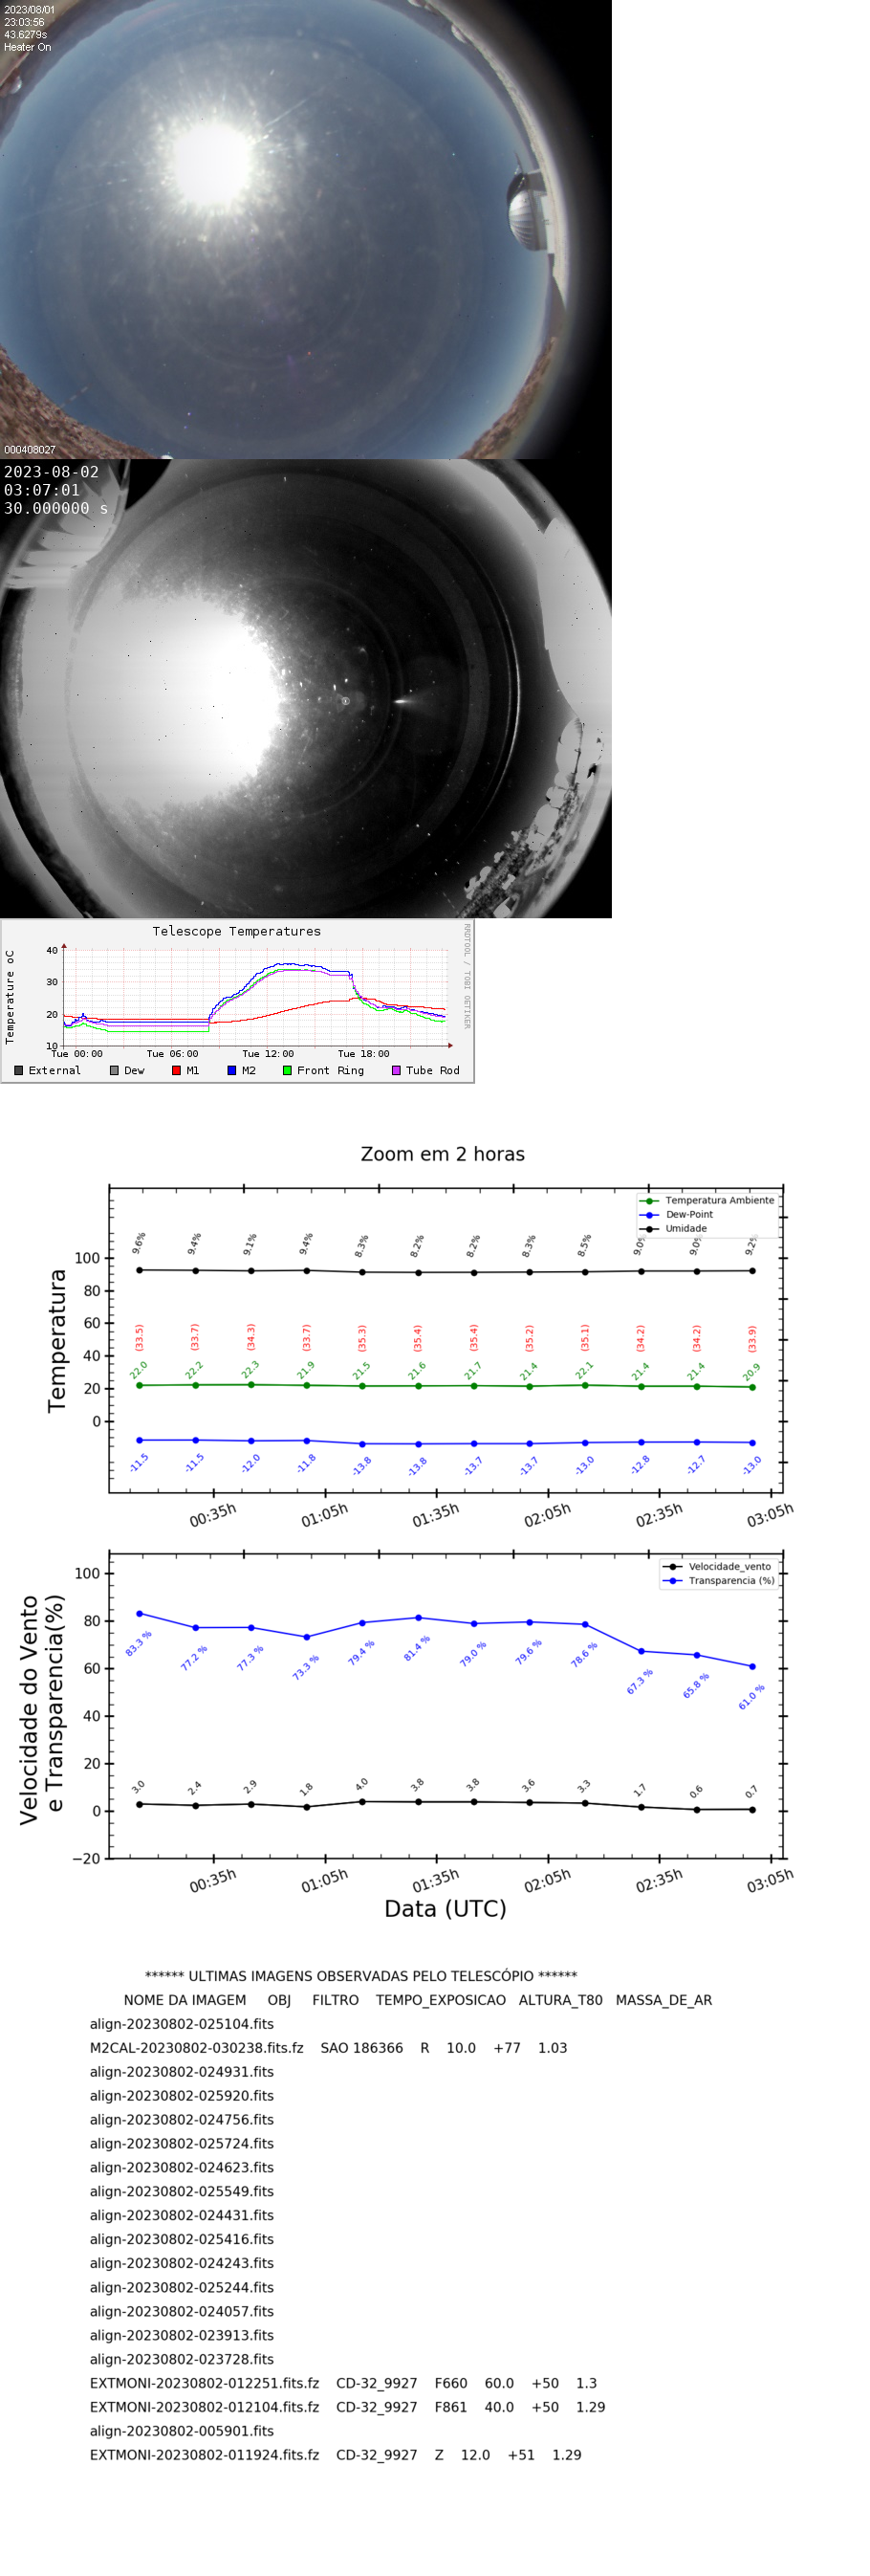 2023/08/01
23:03:56
43.6279s
Heater On
000408027
2023-08-02
03:07:01
30.000000 s
Telescope Temperatures
RRDTOOL / TOBI OETIKER
Temperature oC
40
30
20
10
Tue 00:00 Tue 06:00 Tue 12:00 Tue 18:00
External Dew M1 M2 Front Ring Tube Rod
Zoom em 2 horas
Temperatura Ambiente
Dew-Point
Umidade
9.6% 9.4% 9.1% 9.4% 8.3% 8.2% 8.2% 8.3% 8.5% 9.0% 9.0% 9.2%
Temperatura
100
80
60
40
20
0
(33.5) (33.7) (34.3) (33.7) (35.3) (35.4) (35.4) (35.2) (35.1) (34.2) (34.2) (33.9)
22.0 22.2 22.3 21.9 21.5 21.6 21.7 21.4 22.1 21.4 21.4 20.9
-11.5 -11.5 -12.0 -11.8 -13.8 -13.8 -13.7 -13.7 -13.0 -12.8 -12.7 -13.0
00:35h 01:05h 01:35h 02:05h 02:35h 03:05h
Velocidade_vento
Transparencia (%)
Velocidade do Vento
e Transparencia(%)
100
80
60
40
20
0
−20
83.3 % 77.2 % 77.3 % 73.3 % 79.4 % 81.4 % 79.0 % 79.6 % 78.6 % 67.3 % 65.8 % 61.0 %
3.0 2.4 2.9 1.8 4.0 3.8 3.8 3.6 3.3 1.7 0.6 0.7
00:35h 01:05h 01:35h 02:05h 02:35h 03:05h
Data (UTC)
****** ULTIMAS IMAGENS OBSERVADAS PELO TELESCÓPIO ******
NOME DA IMAGEM OBJ FILTRO TEMPO_EXPOSICAO ALTURA_T80 MASSA_DE_AR
align-20230802-025104.fits
M2CAL-20230802-030238.fits.fz SAO 186366 R 10.0 +77 1.03
align-20230802-024931.fits
align-20230802-025920.fits
align-20230802-024756.fits
align-20230802-025724.fits
align-20230802-024623.fits
align-20230802-025549.fits
align-20230802-024431.fits
align-20230802-025416.fits
align-20230802-024243.fits
align-20230802-025244.fits
align-20230802-024057.fits
align-20230802-023913.fits
align-20230802-023728.fits
EXTMONI-20230802-012251.fits.fz CD-32_9927 F660 60.0 +50 1.3
EXTMONI-20230802-012104.fits.fz CD-32_9927 F861 40.0 +50 1.29
align-20230802-005901.fits
EXTMONI-20230802-011924.fits.fz CD-32_9927 Z 12.0 +51 1.29